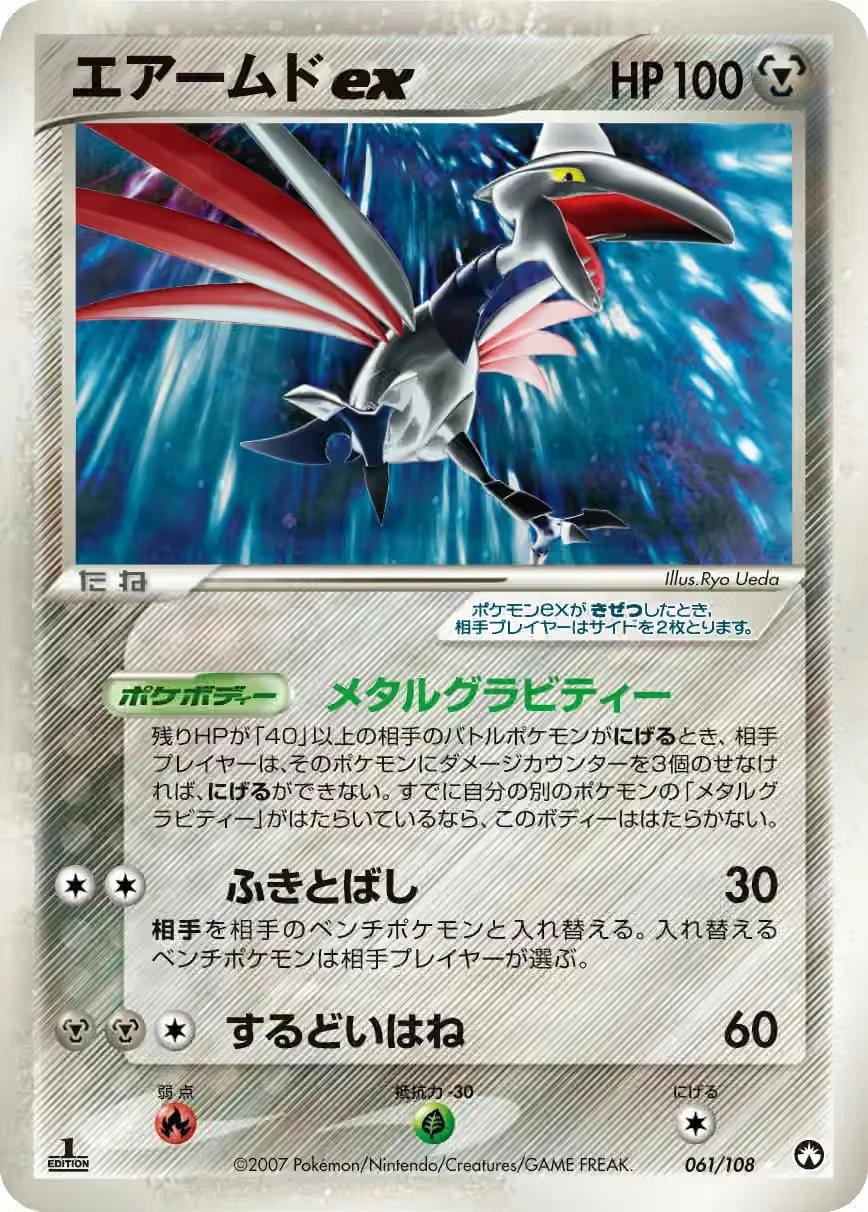 エアームドex HP100
たね
Illus.Ryo Ueda
ポケモンexがきぜつしたとき、
相手プレイヤーはサイドを2枚とります。
ポケボディー メタルグラビティー
残りHPが「40」以上の相手のバトルポケモンがにげるとき、相手
プレイヤーは、そのポケモンにダメージカウンターを3個のせなけ
れば、にげるができない。すでに自分の別のポケモンの「メタルグ
ラビティー」がはたらいているなら、このボディーははたらかない。
ふきとばし 30
相手を相手のベンチポケモンと入れ替える。入れ替える
ベンチポケモンは相手プレイヤーが選ぶ。
するどいはね 60
弱点 抵抗力 -30 にげる
1 EDITION
©2007 Pokémon/Nintendo/Creatures/GAME FREAK. 061/108